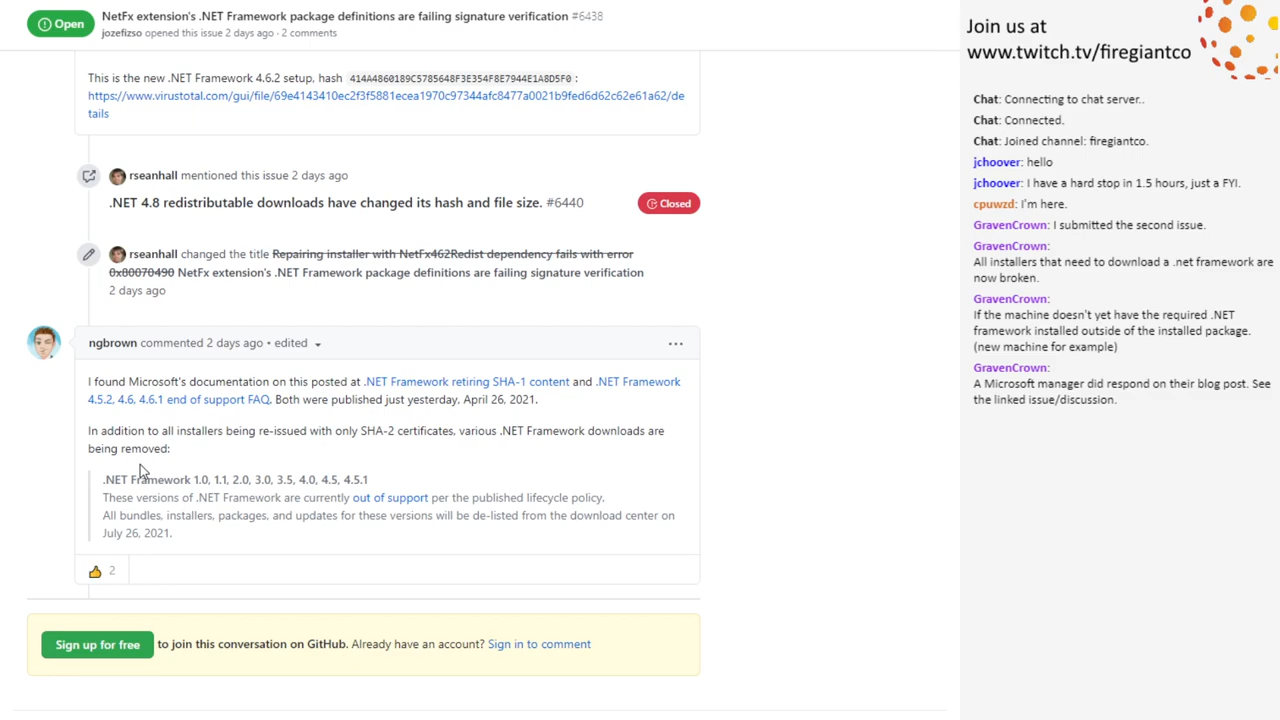 Open
NetFx extension's .NET Framework package definitions are failing signature verification #6438
jozefizso opened this issue 2 days ago · 2 comments
This is the new .NET Framework 4.6.2 setup, hash 414A4860189C5785648F3E354F8E7944E1A8D5F0 :
https://www.virustotal.com/gui/file/69e4143410ec2f3f5881ecea1970c97344afc8477a0021b9fed6d62c62e61a62/de
tails
rseanhall mentioned this issue 2 days ago
.NET 4.8 redistributable downloads have changed its hash and file size. #6440
Closed
rseanhall changed the title Repairing installer with NetFx462Redist dependency fails with error
0x80070490 NetFx extension's .NET Framework package definitions are failing signature verification
2 days ago
ngbrown commented 2 days ago • edited
I found Microsoft's documentation on this posted at .NET Framework retiring SHA-1 content and .NET Framework
4.5.2, 4.6, 4.6.1 end of support FAQ. Both were published just yesterday, April 26, 2021.
In addition to all installers being re-issued with only SHA-2 certificates, various .NET Framework downloads are
being removed:
.NET Framework 1.0, 1.1, 2.0, 3.0, 3.5, 4.0, 4.5, 4.5.1
These versions of .NET Framework are currently out of support per the published lifecycle policy.
All bundles, installers, packages, and updates for these versions will be de-listed from the download center on
July 26, 2021.
👍 2
Sign up for free to join this conversation on GitHub. Already have an account? Sign in to comment
Join us at
www.twitch.tv/firegiantco
Chat: Connecting to chat server..
Chat: Connected.
Chat: Joined channel: firegiantco.
jchoover: hello
jchoover: I have a hard stop in 1.5 hours, just a FYI.
cpuwzd: I'm here.
GravenCrown: I submitted the second issue.
GravenCrown:
All installers that need to download a .net framework are
now broken.
GravenCrown:
If the machine doesn't yet have the required .NET
framework installed outside of the installed package.
(new machine for example)
GravenCrown:
A Microsoft manager did respond on their blog post. See
the linked issue/discussion.